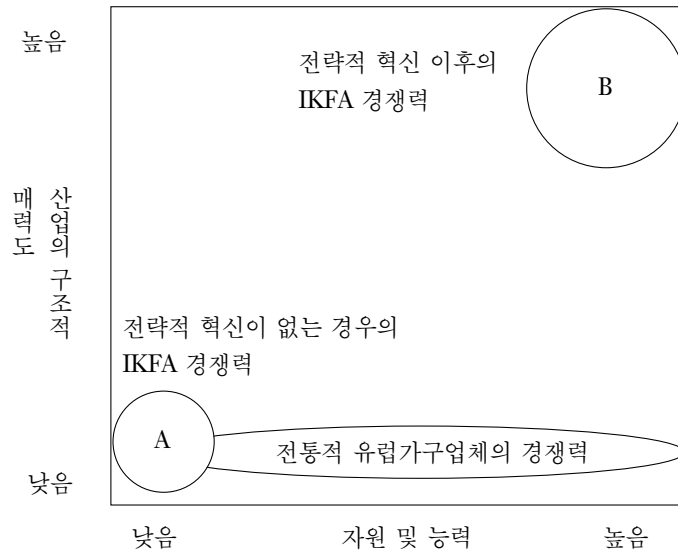 높음
전략적 혁신 이후의
IKFA 경쟁력
B
산업의 구조적
매력도
전략적 혁신이 없는 경우의
IKFA 경쟁력
A
전통적 유럽가구업체의 경쟁력
낮음
낮음 자원 및 능력 높음